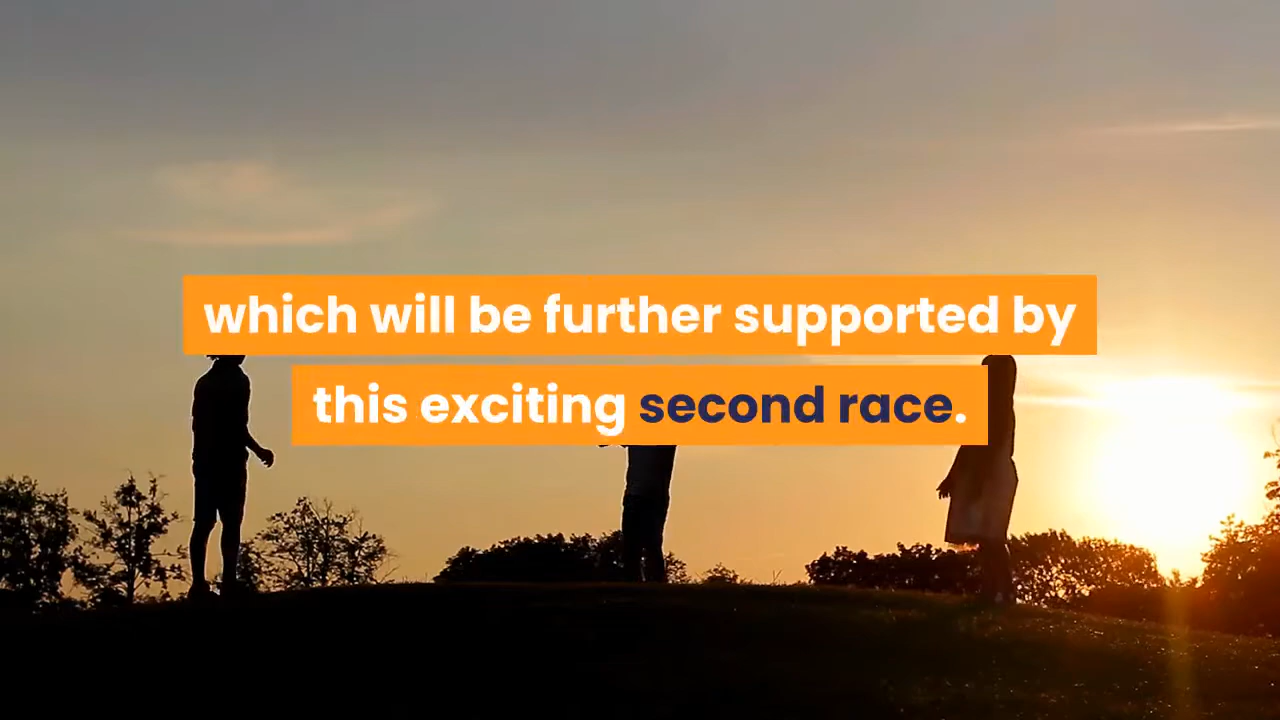 which will be further supported by
this exciting second race.